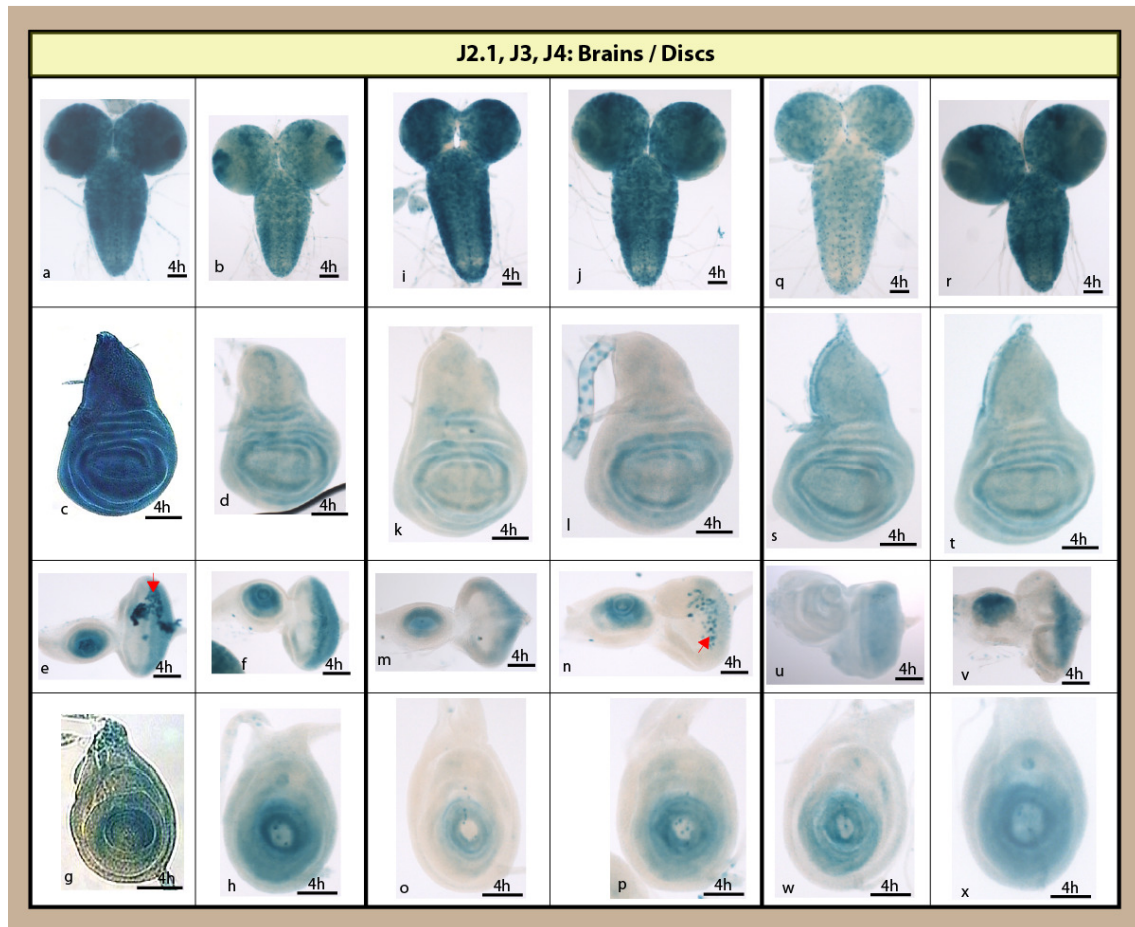 J2.1, J3, J4: Brains / Discs
a 4h b 4h i 4h j 4h q 4h r 4h
c 4h d 4h k 4h l 4h s 4h t 4h
e 4h f 4h m 4h n 4h u 4h v 4h
g 4h h 4h o 4h p 4h w 4h x 4h